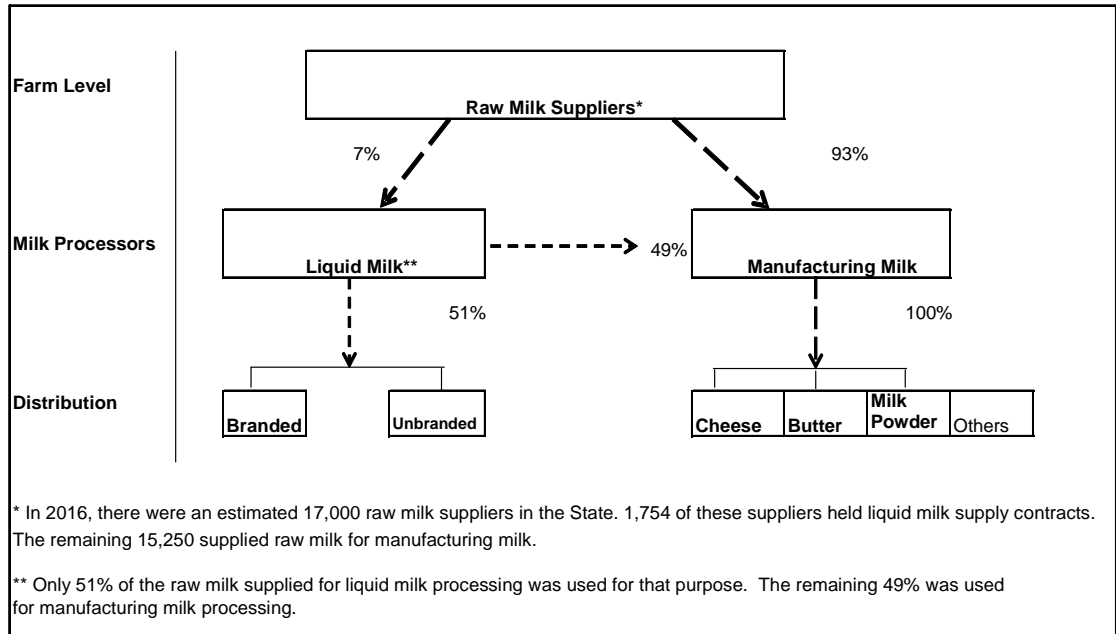 Farm Level
Raw Milk Suppliers*
7%
93%
Milk Processors
Liquid Milk**
49%
Manufacturing Milk
51%
100%
Distribution
Branded
Unbranded
Cheese
Butter
Milk
Powder
Others
* In 2016, there were an estimated 17,000 raw milk suppliers in the State. 1,754 of these suppliers held liquid milk supply contracts.
The remaining 15,250 supplied raw milk for manufacturing milk.
** Only 51% of the raw milk supplied for liquid milk processing was used for that purpose. The remaining 49% was used
for manufacturing milk processing.